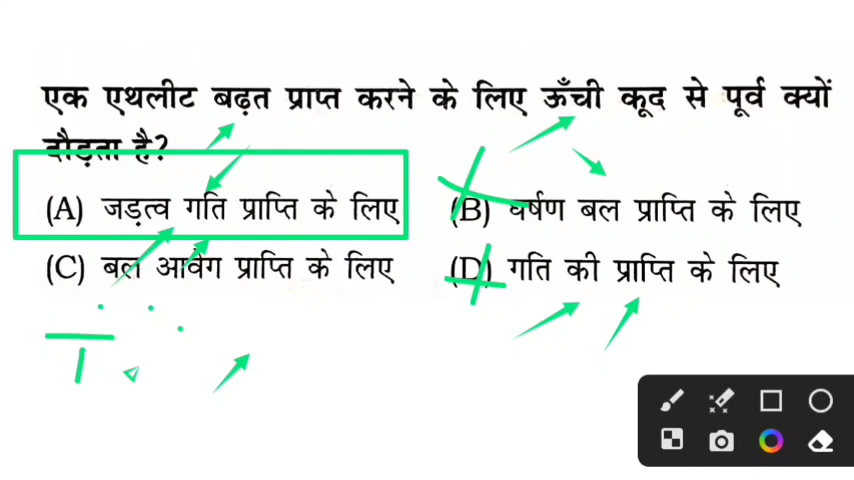 एक एथलीट बढ़त प्राप्त करने के लिए ऊँची कूद से पूर्व क्यों
दौड़ता है?
(A) जड़त्व गति प्राप्ति के लिए
(B) घर्षण बल प्राप्ति के लिए
(C) बल आवेग प्राप्ति के लिए
(D) गति की प्राप्ति के लिए